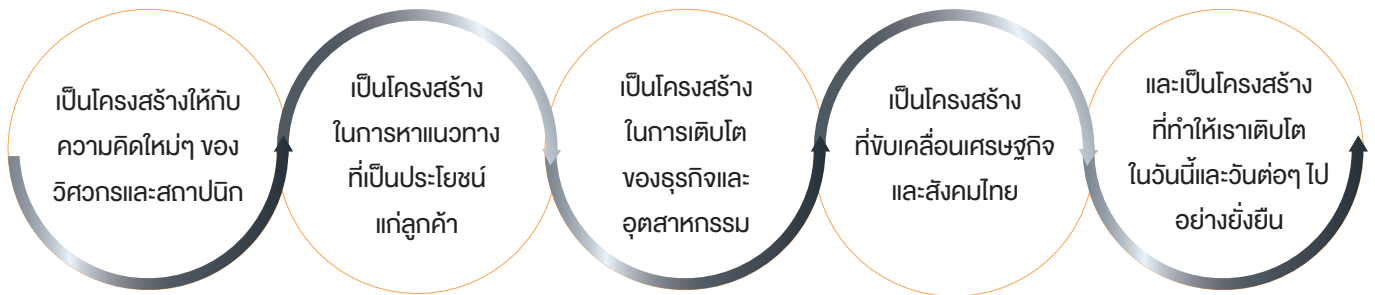 เป็นโครงสร้างให้กับ
ความคิดใหม่ๆ ของ
วิศวกรและสถาปนิก
เป็นโครงสร้าง
ในการหาแนวทาง
ที่เป็นประโยชน์
แก่ลูกค้า
เป็นโครงสร้าง
ในการเติบโต
ของธุรกิจและ
อุตสาหกรรม
เป็นโครงสร้าง
ที่ขับเคลื่อนเศรษฐกิจ
และสังคมไทย
และเป็นโครงสร้าง
ที่ทำให้เราเติบโต
ในวันนี้และวันต่อๆ ไป
อย่างยั่งยืน